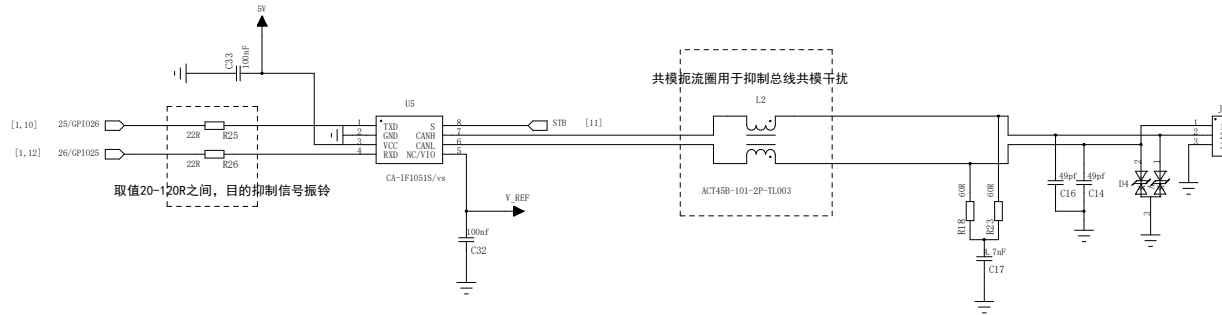 5V
C33
100nF
共模扼流圈用于抑制总线共模干扰
U5
L2
J
[1,10] 25/GPIO26
22R R25
1 TXD S 8
2 GND CANH 7
3 VCC CANL 6
4 RXD NC/VIO 5
STB [11]
1
2
3
[1,12] 26/GPIO25
22R R26
CA-IF1051S/vs
取值20-120R之间，目的抑制信号振铃
ACT45B-101-2P-TL003
49pf 49pf
C16 C14
D4
2
1
3
60R
R18
60R
R23
V_REF
100nf
C32
4.7nF
C17